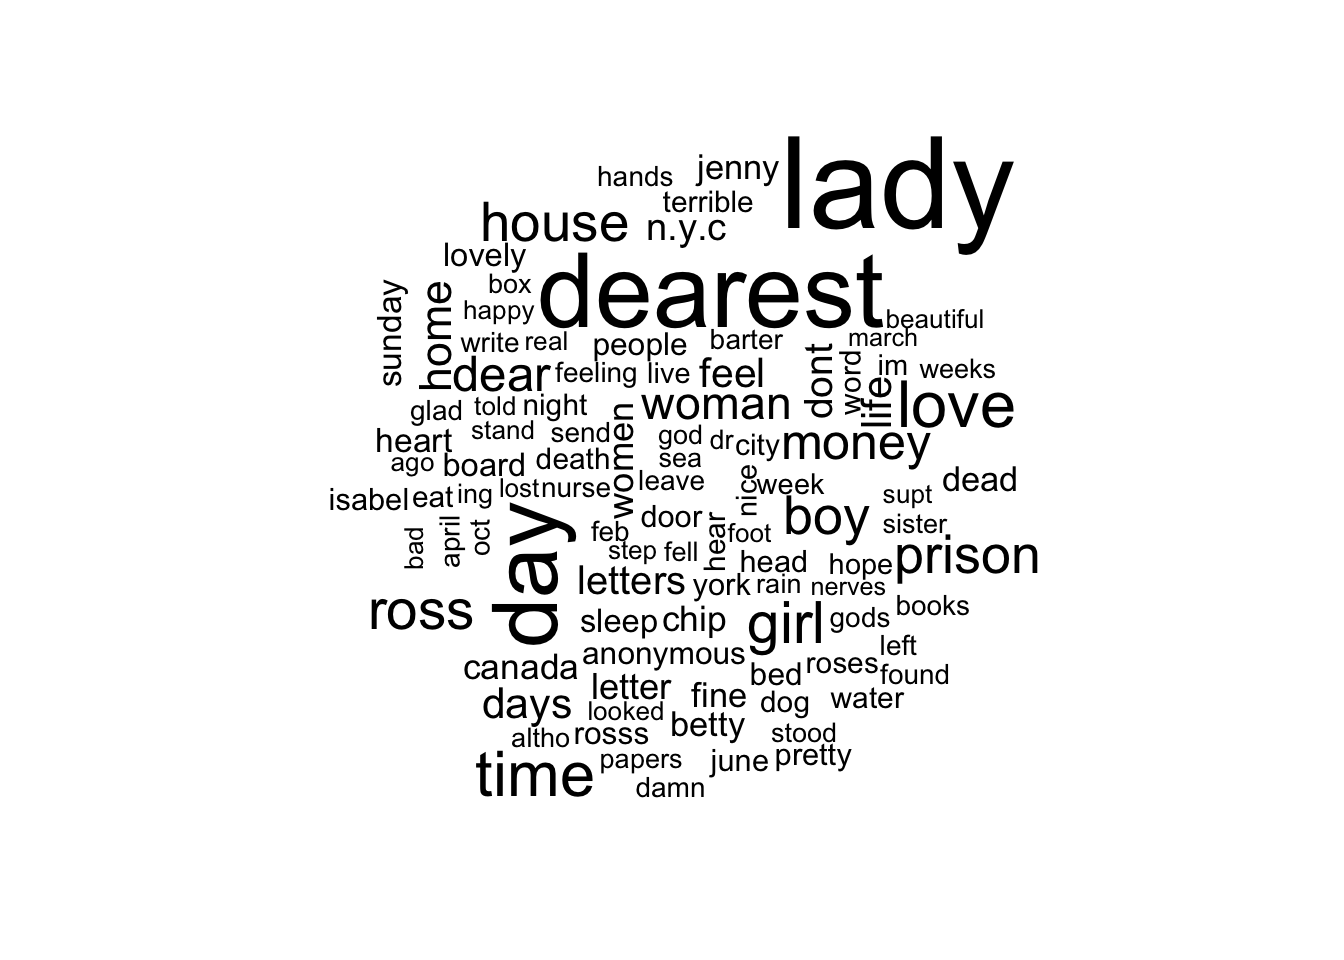 lady
jenny
hands
terrible
house
n.y.c
lovely
dearest
box
happy
sunday
home
beautiful
write
real
people
barter
march
dont
word
im
weeks
life
dear
feeling
live
feel
love
glad
told
night
woman
women
heart
stand
send
god
dr
city
money
ago
board
death
sea
leave
nice
week
dead
isabel
eat
ing
lost
nurse
supt
door
boy
sister
bad
april
oct
day
feb
hear
foot
step
fell
head
hope
prison
letters
york
rain
nerves
ross
sleep
chip
girl
gods
books
left
canada
anonymous
bed
roses
found
days
letter
fine
dog
water
looked
betty
altho
rosss
stood
time
papers
june
pretty
damn